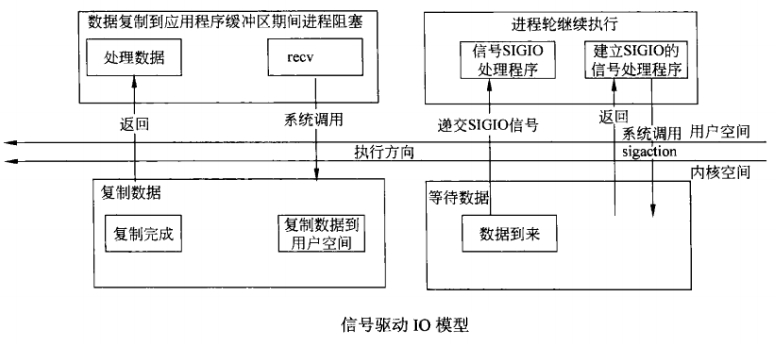 数据复制到应用程序缓冲区期间进程阻塞
处理数据
recv
返回
系统调用
进程轮继续执行
信号SIGIO
处理程序
建立SIGIO的
信号处理程序
递交SIGIO信号
返回
系统调用
sigaction
用户空间
执行方向
内核空间
复制数据
复制完成
复制数据到
用户空间
等待数据
数据到来
信号驱动 IO 模型